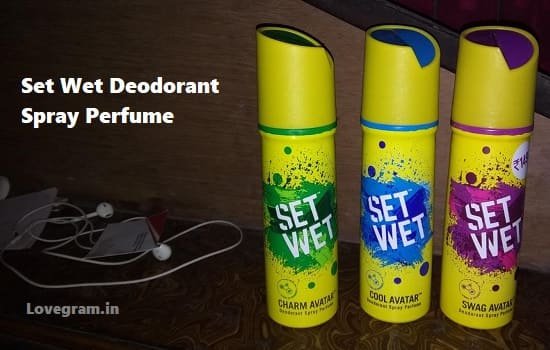 Set Wet Deodorant
Spray Perfume
SET
WET
CHARM AVATAR
Deodorant Spray Perfume
SET
WET
COOL AVATAR™
Deodorant Spray Perfume
SET
WET
SWAG AVATAR
Deodorant Spray Perfume
Lovegram.in